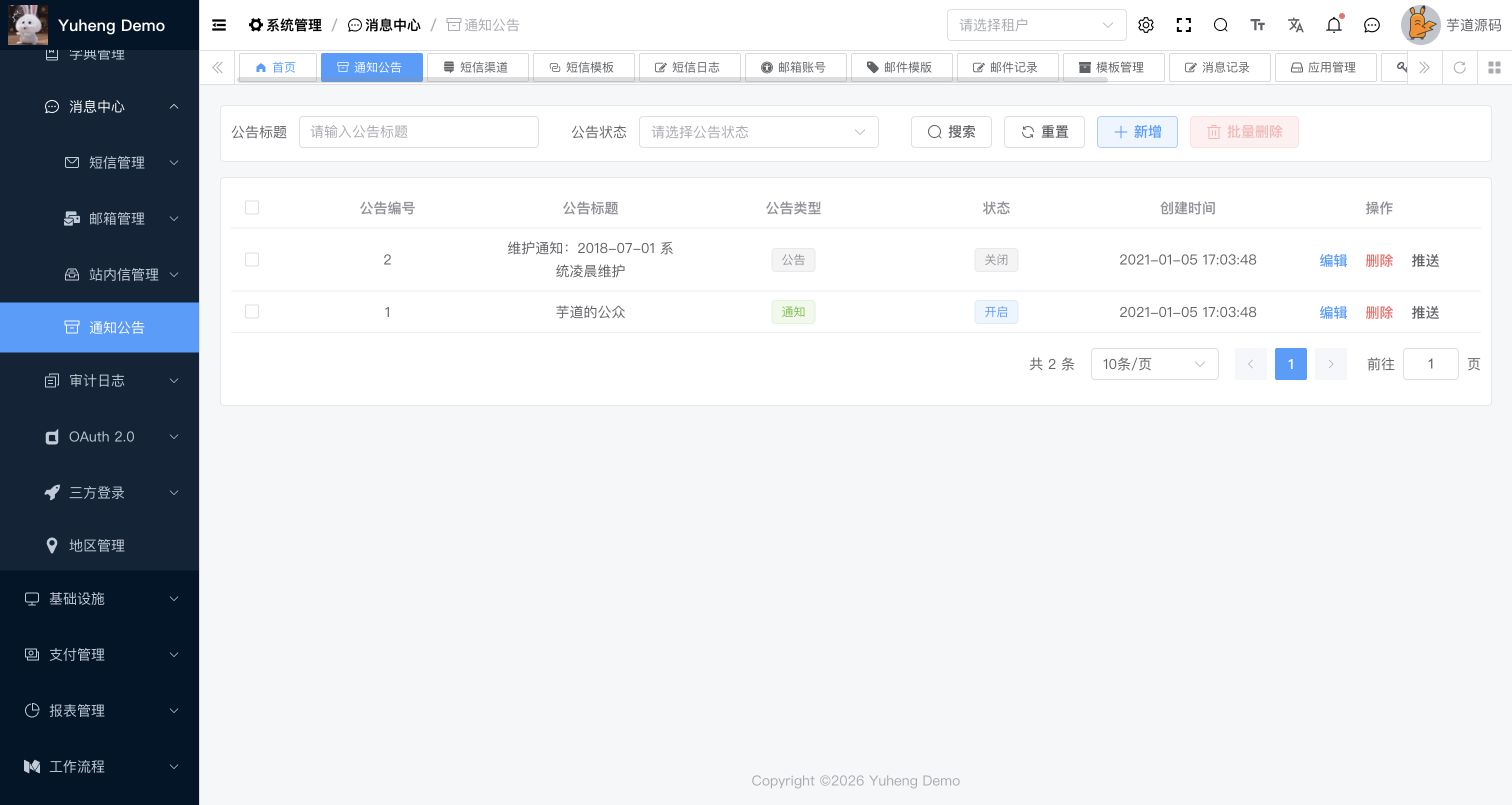 Yuheng Demo
系统管理 / 消息中心 / 通知公告
请选择租户
芋道源码
字典管理
消息中心
短信管理
邮箱管理
站内信管理
通知公告
审计日志
OAuth 2.0
三方登录
地区管理
基础设施
支付管理
报表管理
工作流程
首页 通知公告 短信渠道 短信模板 短信日志 邮箱账号 邮件模版 邮件记录 模板管理 消息记录 应用管理
公告标题 请输入公告标题 公告状态 请选择公告状态 搜索 重置 新增 批量删除
公告编号 公告标题 公告类型 状态 创建时间 操作
2 维护通知：2018-07-01 系
统凌晨维护 公告 关闭 2021-01-05 17:03:48 编辑 删除 推送
1 芋道的公众 通知 开启 2021-01-05 17:03:48 编辑 删除 推送
共 2 条 10条/页 1 前往 1 页
Copyright ©2026 Yuheng Demo